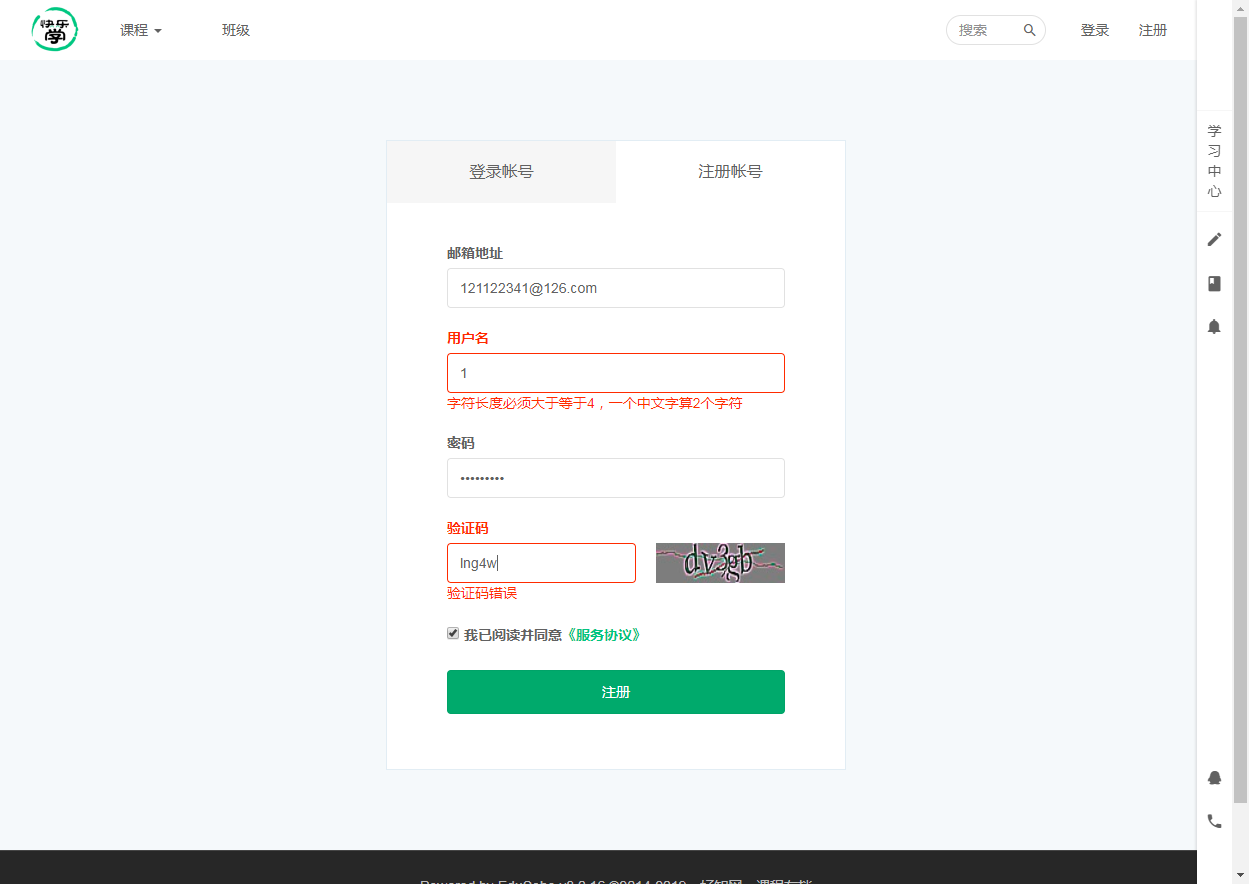 快乐
学
课程
班级
搜索
登录
注册
学
习
中
心
登录帐号
注册帐号
邮箱地址
121122341@126.com
用户名
1
字符长度必须大于等于4，一个中文字算2个字符
密码
•••••••••
验证码
lng4w
dv3gb
验证码错误
我已阅读并同意《服务协议》
注册